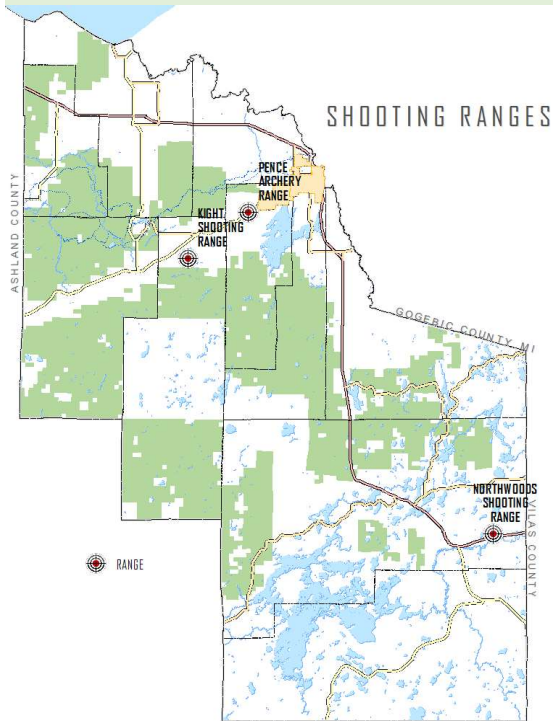 SHOOTING RANGES
PENCE
ARCHERY
RANGE
KIGHT
SHOOTING
RANGE
ASHLAND COUNTY
GOGEBIC COUNTY, MI
NORTHWOODS
SHOOTING
RANGE
VILAS COUNTY
RANGE